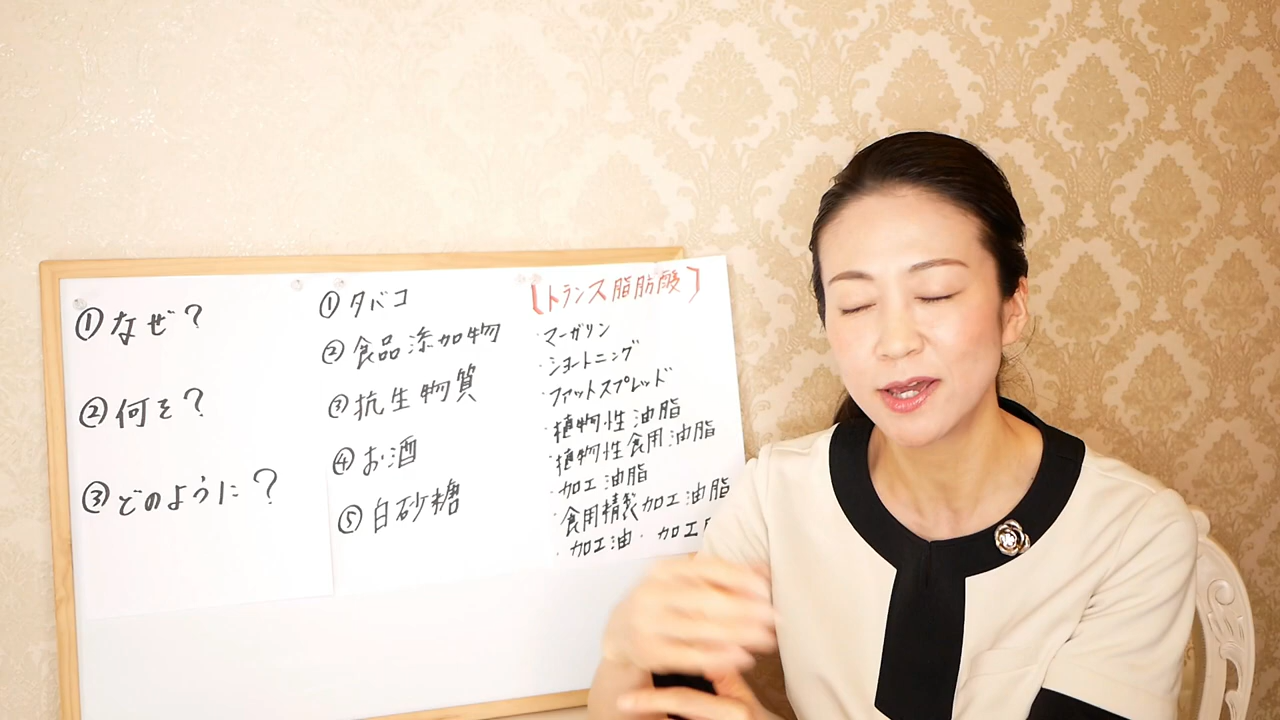 ①なぜ?
②何を?
③どのように?
①タバコ
②食品添加物
③抗生物質
④お酒
⑤白砂糖
【トランス脂肪酸】
・マーガリン
・ショートニング
・ファットスプレッド
・植物性油脂
・植物性食用油脂
・加工油脂
・食用精製加工油脂
・加工油・加工